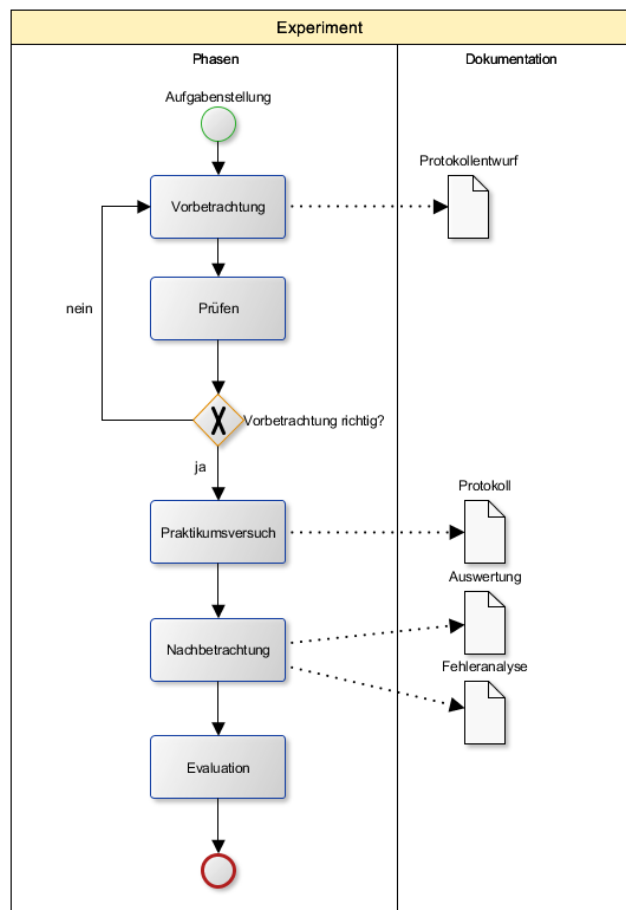 Experiment
Phasen
Dokumentation
Aufgabenstellung
Protokollentwurf
Vorbetrachtung
nein
Prüfen
Vorbetrachtung richtig?
ja
Protokoll
Praktikumsversuch
Auswertung
Nachbetrachtung
Fehleranalyse
Evaluation